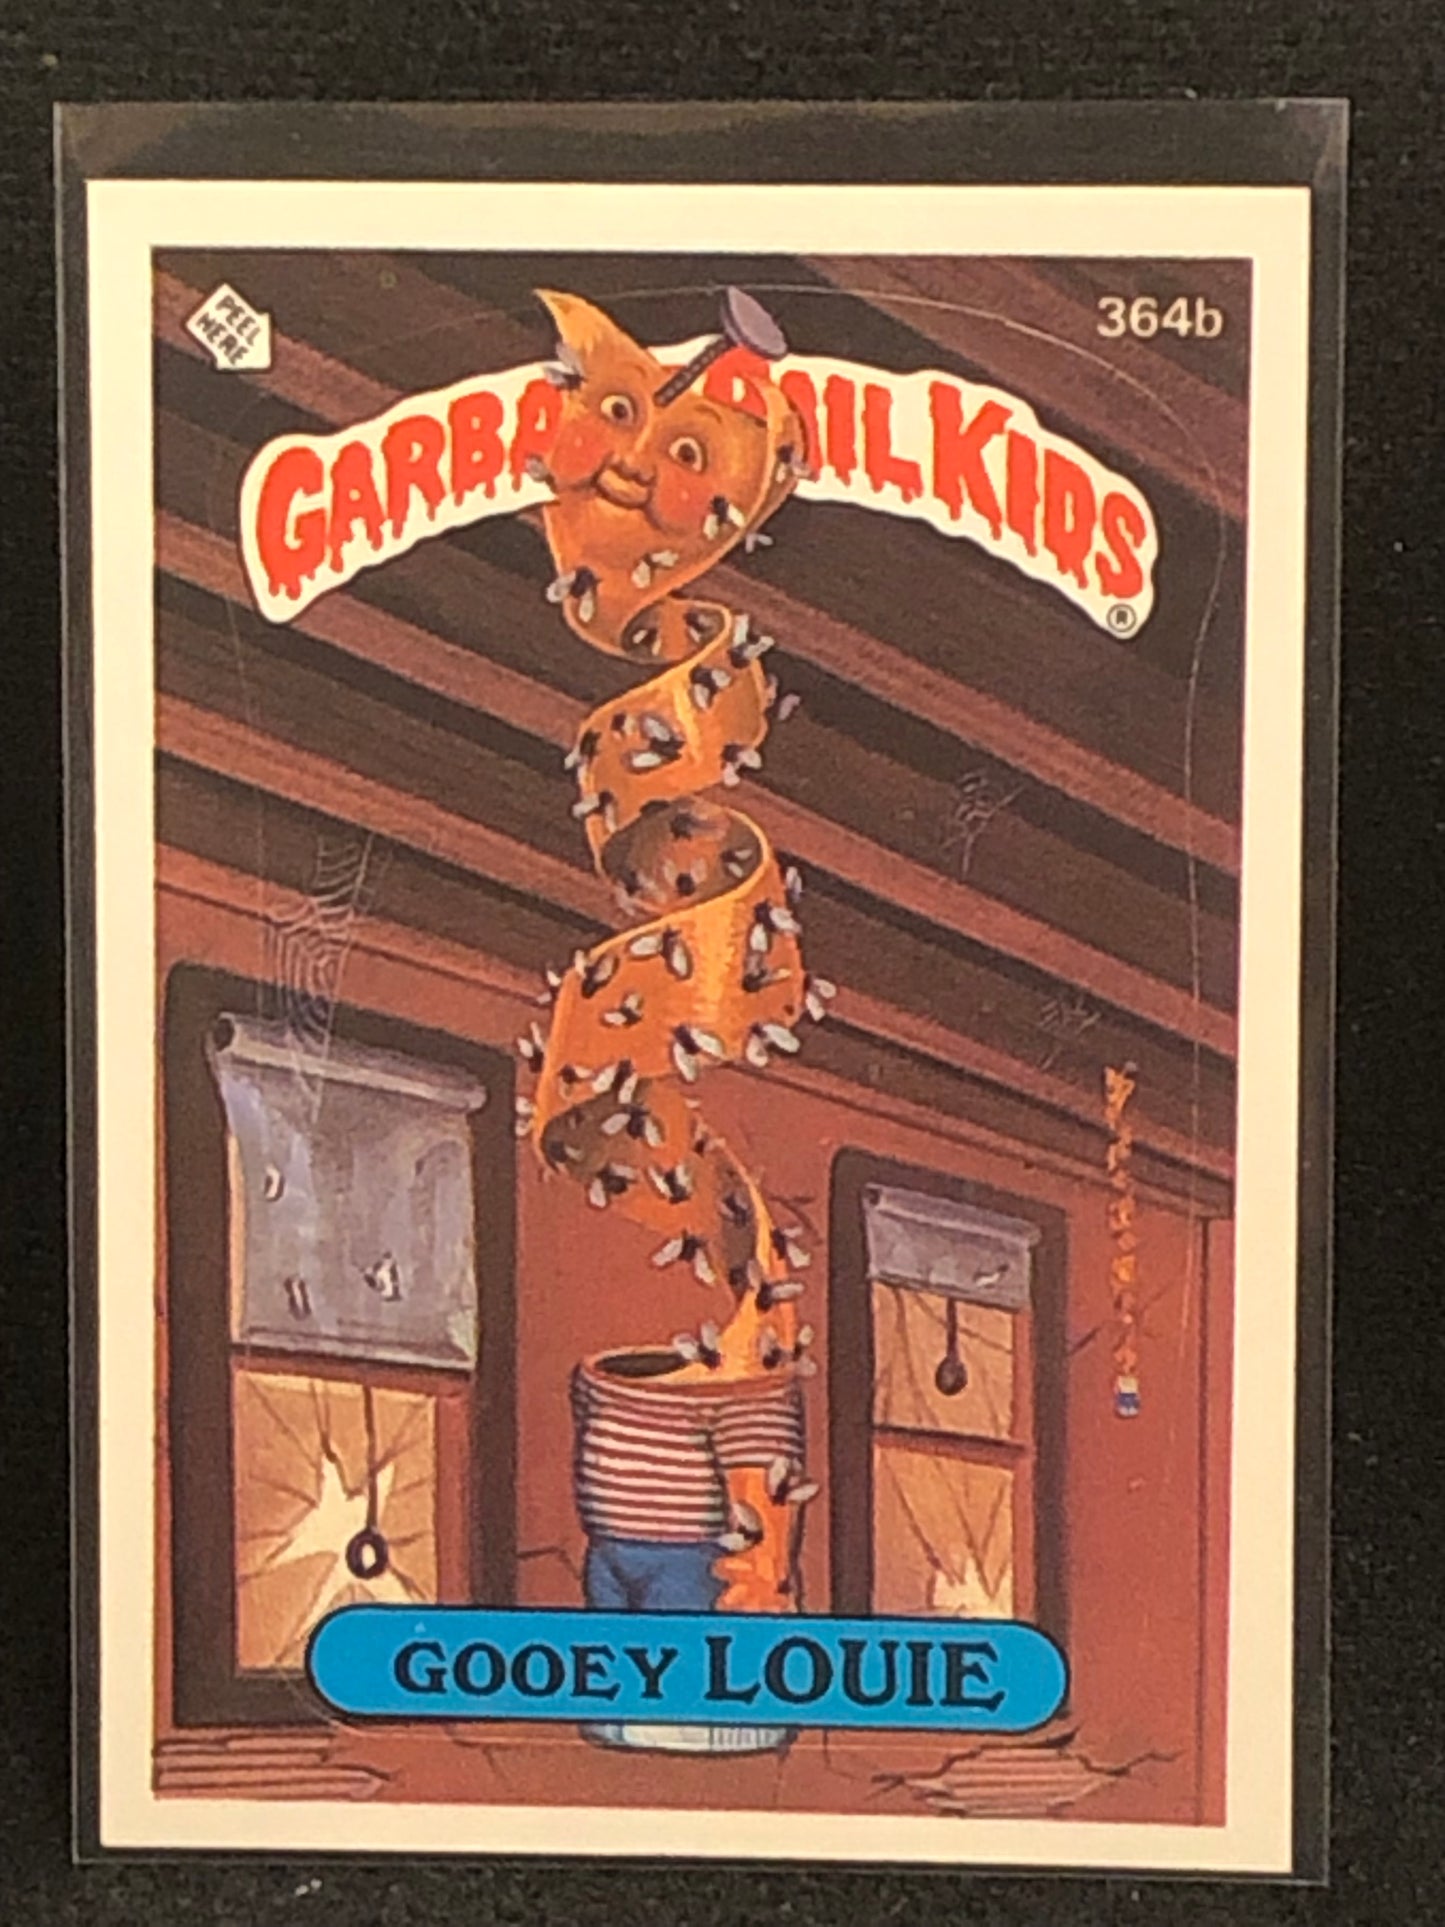 PEEL
HERE
364b
GARBA AIL KIDS
®
GOOEY LOUIE